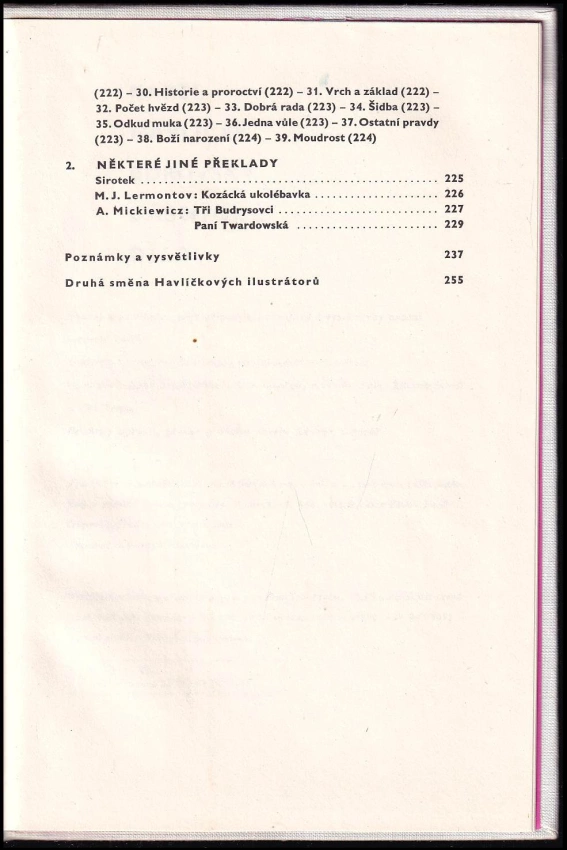 (222) – 30. Historie a proroctví (222) – 31. Vrch a základ (222) –
32. Počet hvězd (223) – 33. Dobrá rada (223) – 34. Šidba (223) –
35. Odkud muka (223) – 36. Jedna vůle (223) – 37. Ostatní pravdy
(223) – 38. Boží narození (224) – 39. Moudrost (224)
2. NĚKTERÉ JINÉ PŘEKLADY
Sirotek 225
M. J. Lermontov: Kozácká ukolébavka 226
A. Mickiewicz: Tři Budrysovci 227
Paní Twardowská 229
Poznámky a vysvětlivky 237
Druhá směna Havlíčkových ilustrátorů 255